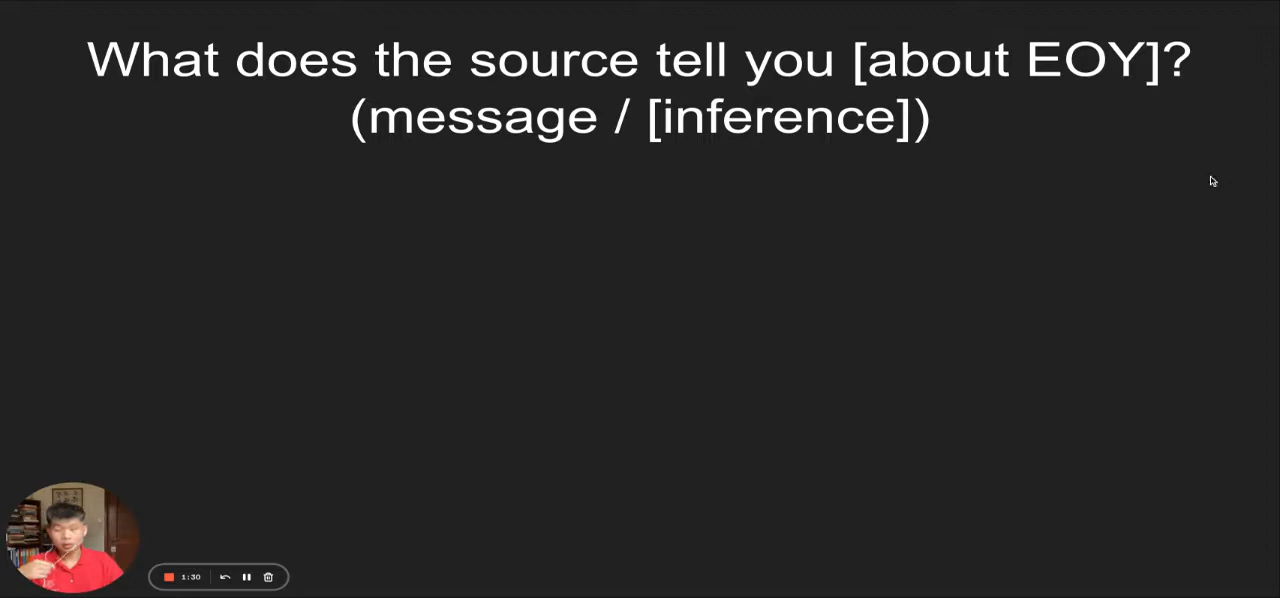 What does the source tell you [about EOY]?
(message / [inference])
1:30